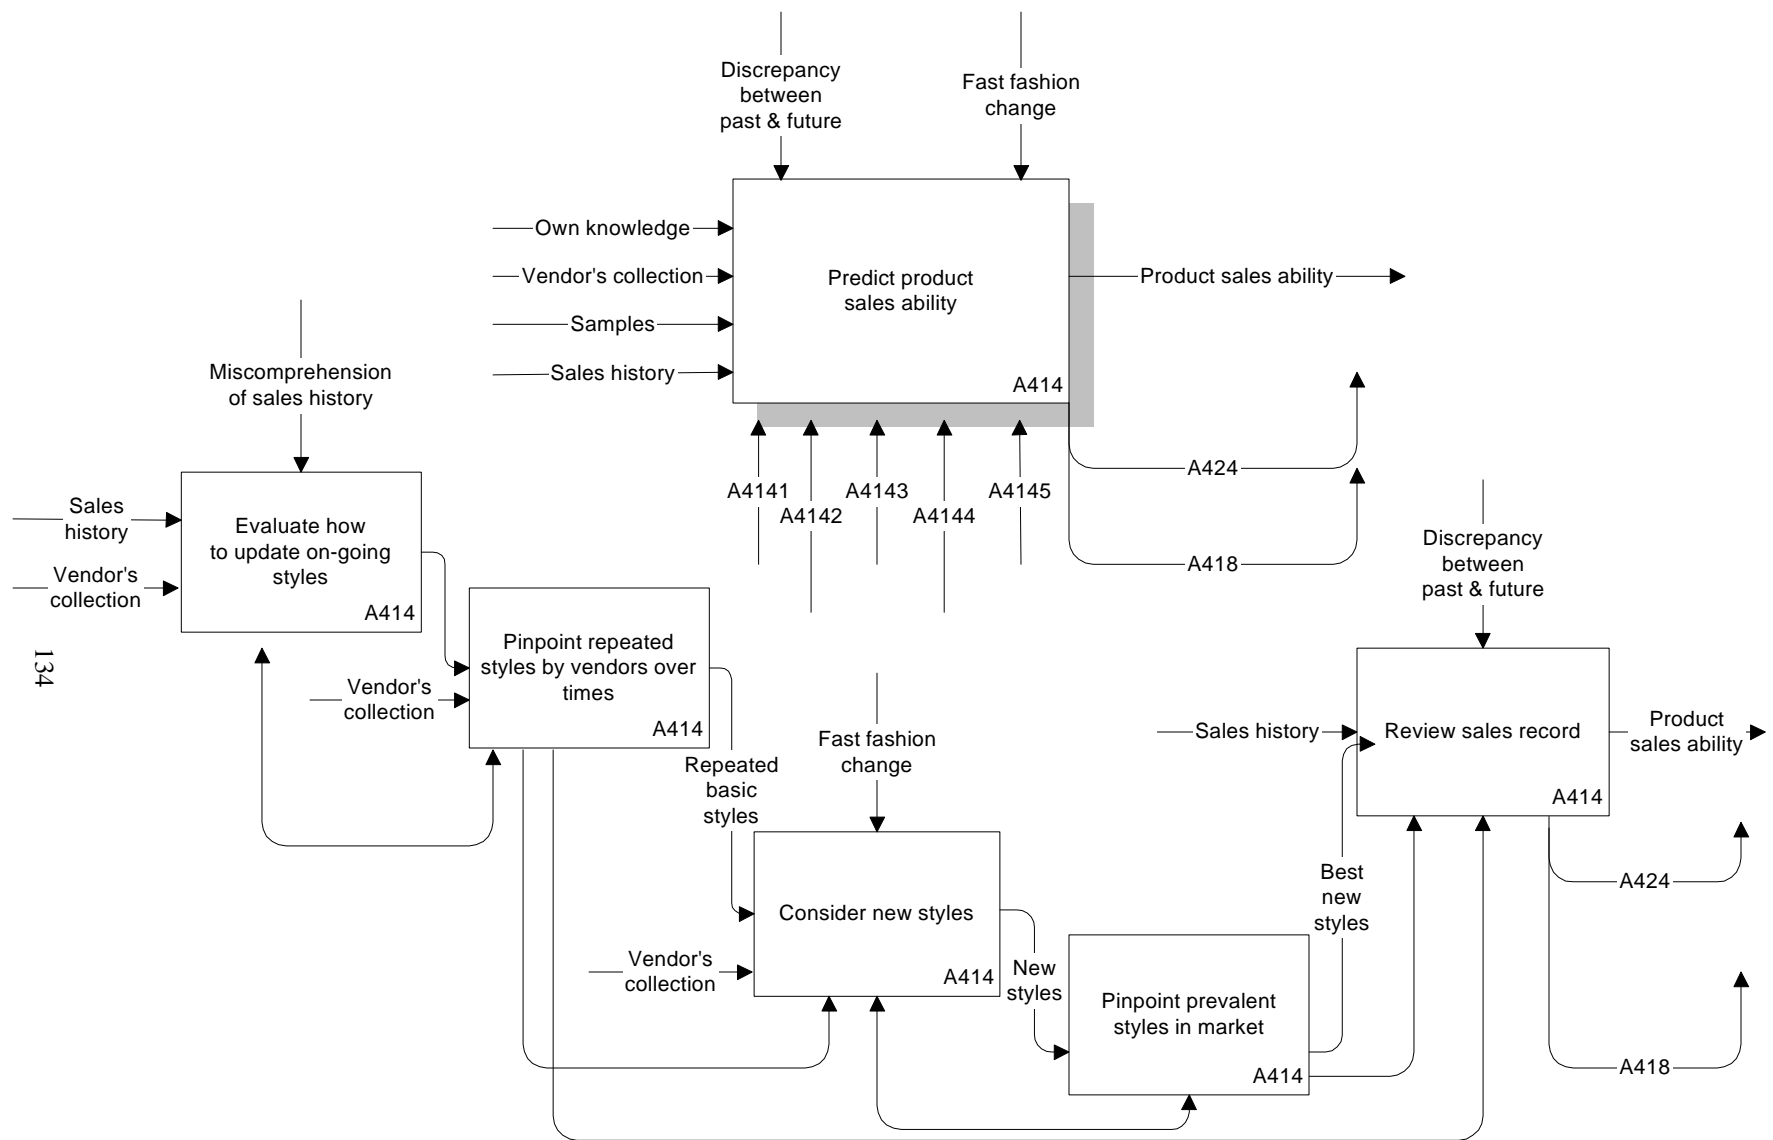 Discrepancy
between
past & future
Fast fashion
change
Own knowledge
Vendor's collection
Samples
Sales history
Predict product
sales ability
A414
Product sales ability
A424
A418
A4141
A4142
A4143
A4144
A4145
Miscomprehension
of sales history
Sales
history
Vendor's
collection
Evaluate how
to update on-going
styles
A414
134
Vendor's
collection
Pinpoint repeated
styles by vendors over
times
A414
Repeated
basic
styles
Fast fashion
change
Vendor's
collection
Consider new styles
A414
New
styles
Pinpoint prevalent
styles in market
A414
Best
new
styles
Discrepancy
between
past & future
Sales history
Review sales record
A414
Product
sales ability
A424
A418